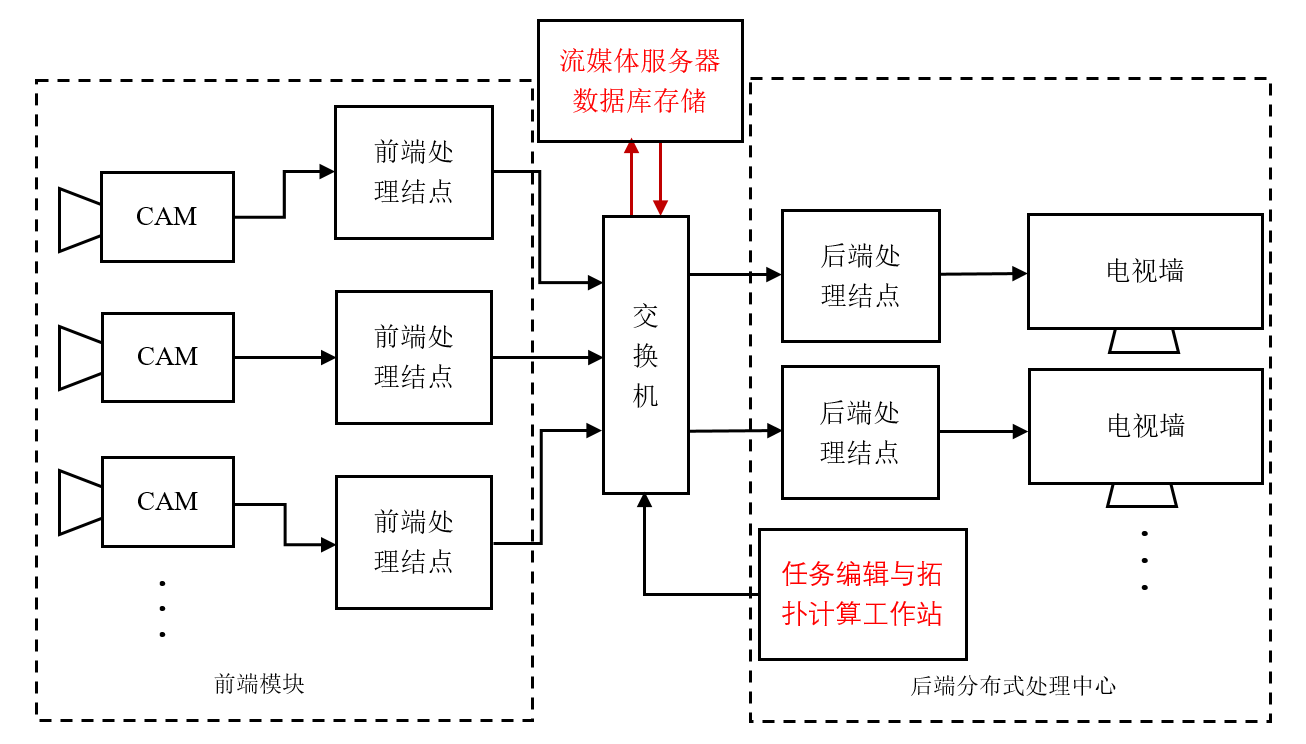 流媒体服务器
数据库存储
CAM
前端处
理结点
CAM
前端处
理结点
CAM
前端处
理结点
前端模块
交
换
机
后端处
理结点
电视墙
后端处
理结点
电视墙
任务编辑与拓
扑计算工作站
后端分布式处理中心